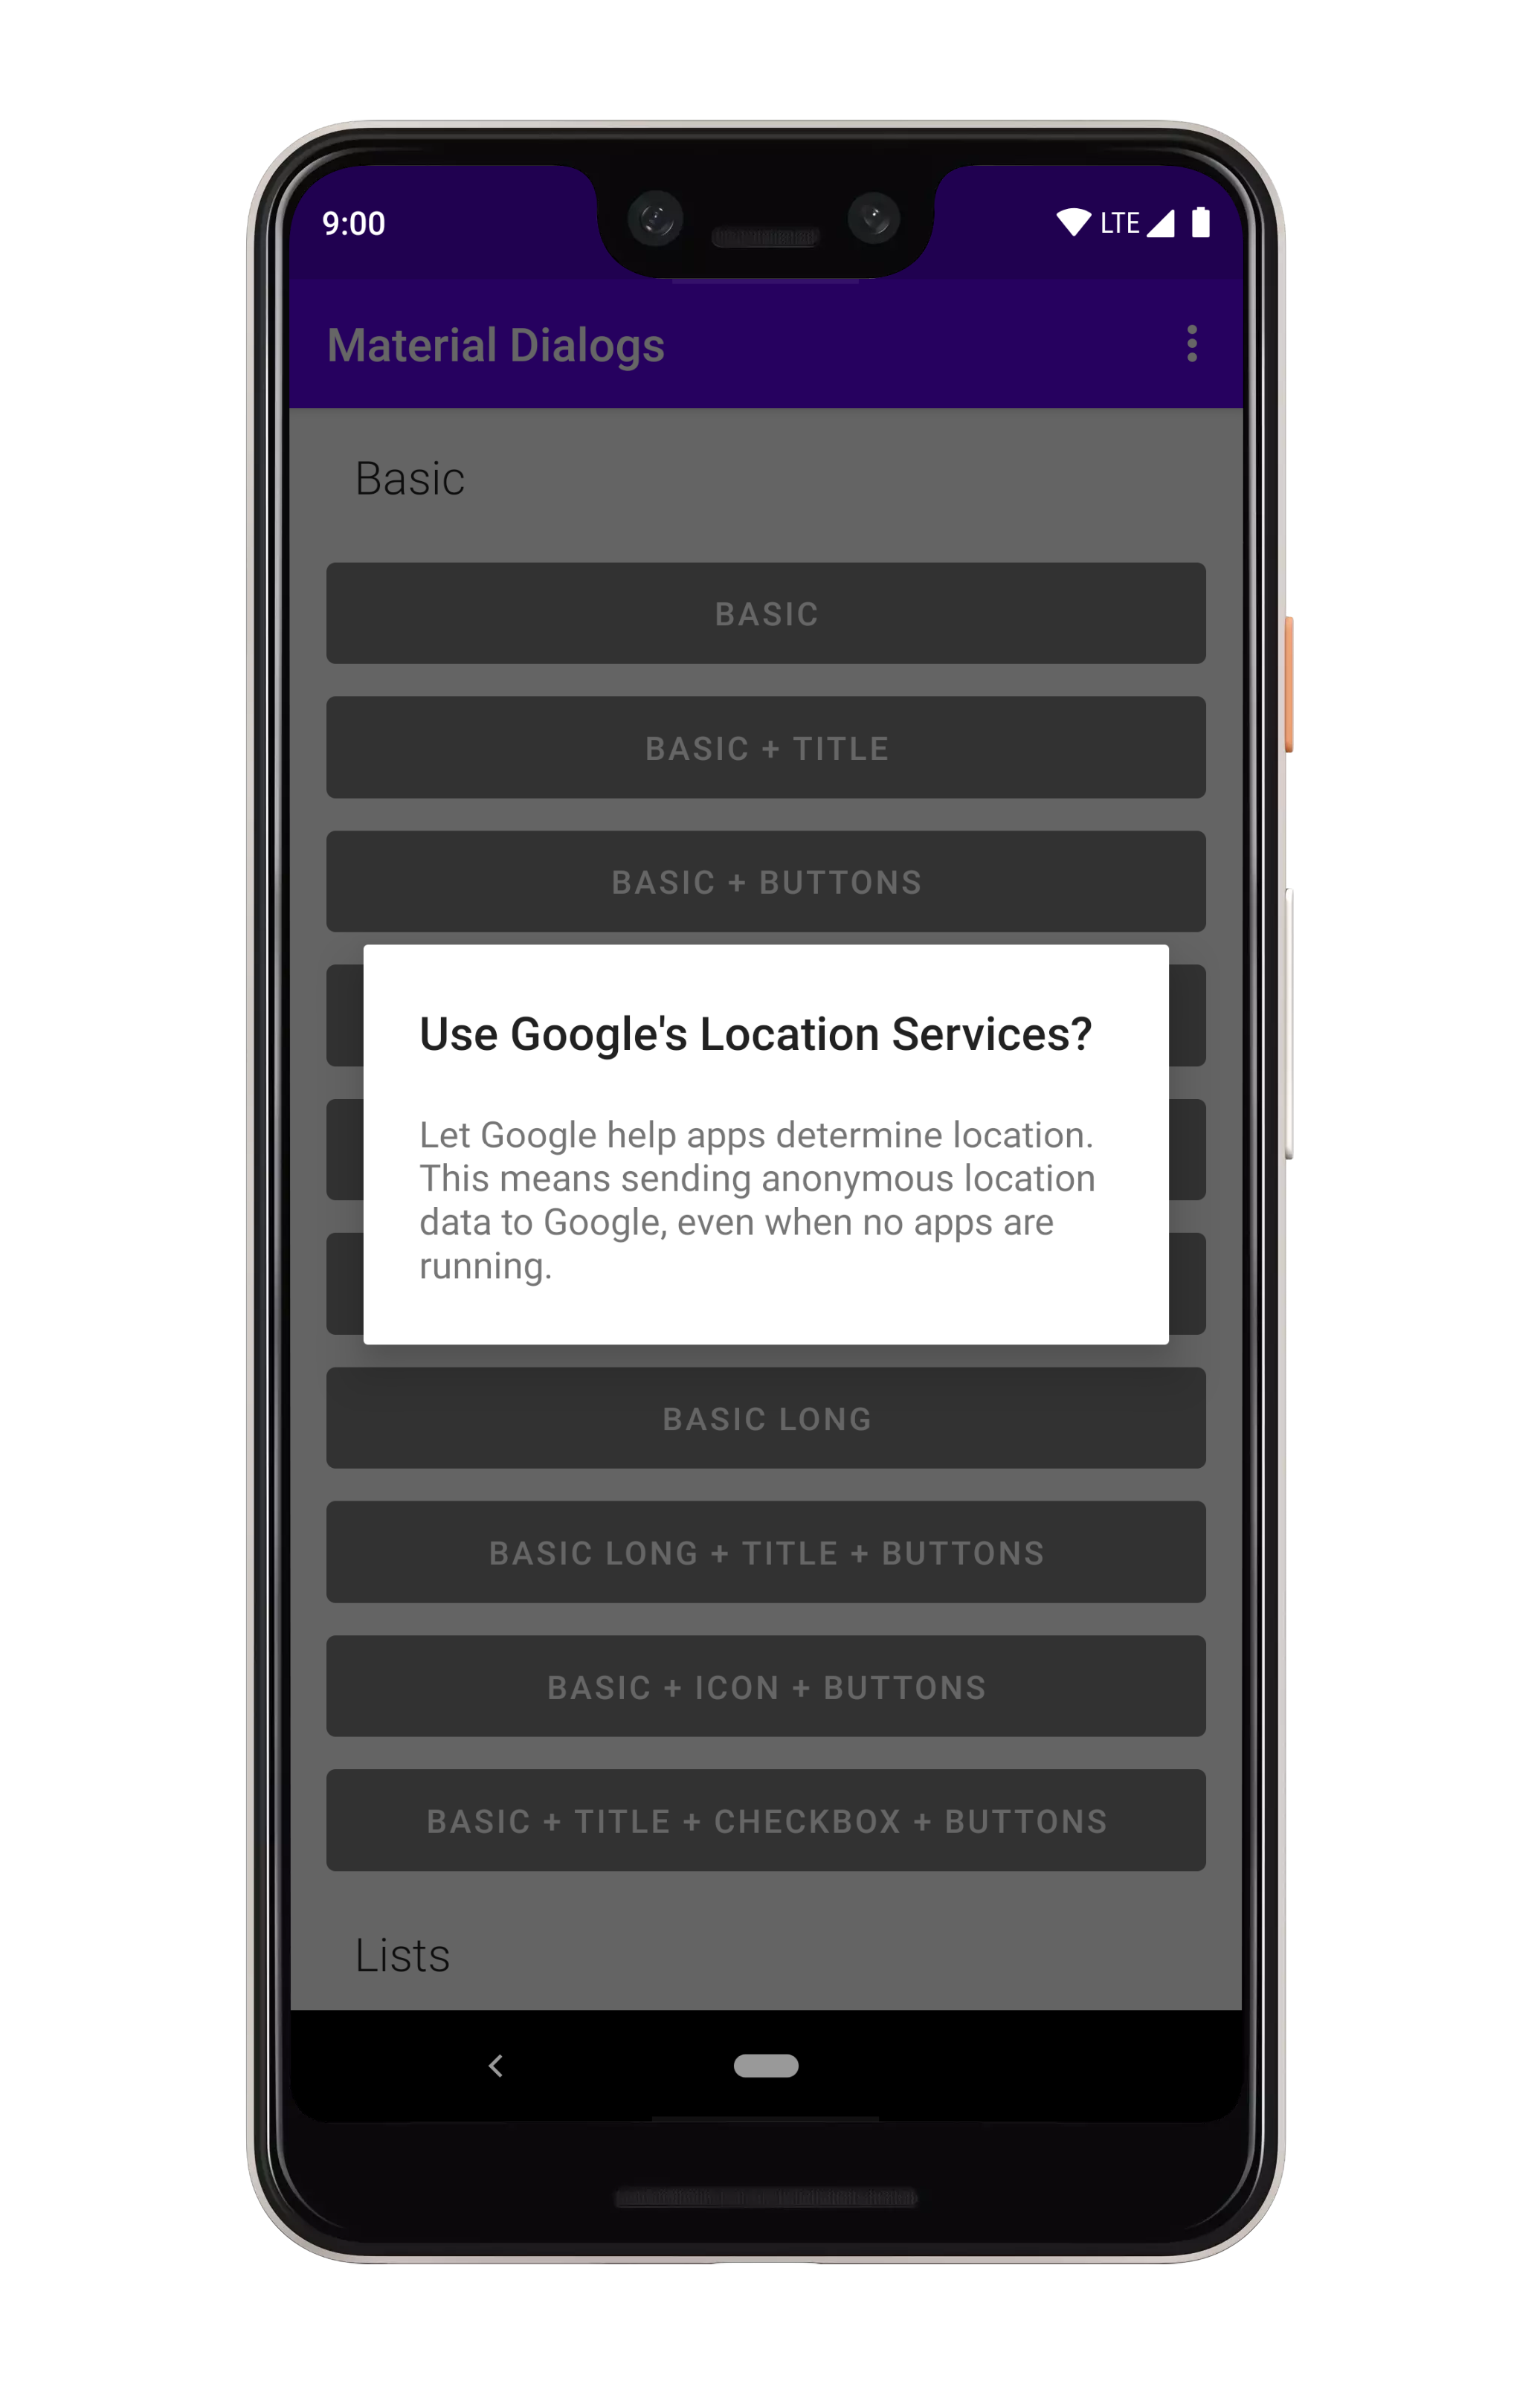 9:00 LTE
Material Dialogs
Basic
BASIC
BASIC + TITLE
BASIC + BUTTONS
Use Google's Location Services?
Let Google help apps determine location.
This means sending anonymous location
data to Google, even when no apps are
running.
BASIC LONG
BASIC LONG + TITLE + BUTTONS
BASIC + ICON + BUTTONS
BASIC + TITLE + CHECKBOX + BUTTONS
Lists